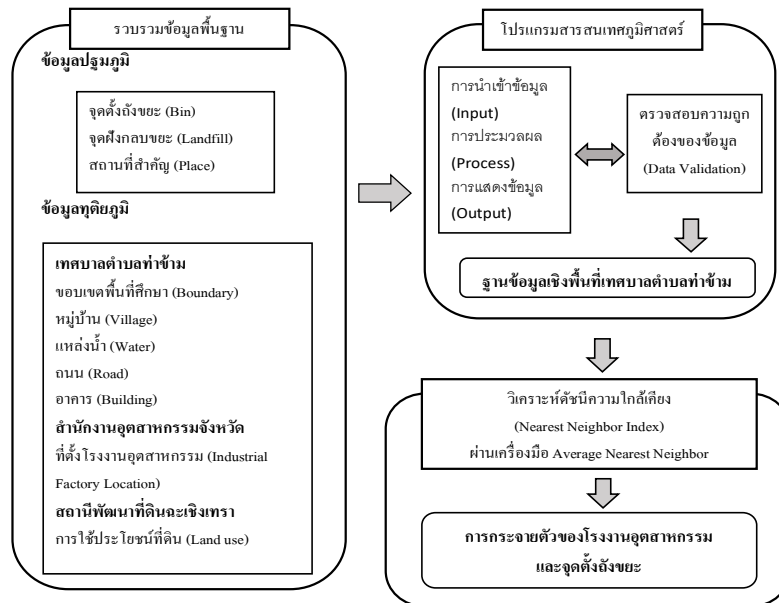 รวบรวมข้อมูลพื้นฐาน
ข้อมูลปฐมภูมิ
จุดตั้งถังขยะ (Bin)
จุดฝังกลบขยะ (Landfill)
สถานที่สำคัญ (Place)
ข้อมูลทุติยภูมิ
เทศบาลตำบลท่าข้าม
ขอบเขตพื้นที่ศึกษา (Boundary)
หมู่บ้าน (Village)
แหล่งน้ำ (Water)
ถนน (Road)
อาคาร (Building)
สำนักงานอุตสาหกรรมจังหวัด
ที่ตั้งโรงงานอุตสาหกรรม (Industrial
Factory Location)
สถานีพัฒนาที่ดินฉะเชิงเทรา
การใช้ประโยชน์ที่ดิน (Land use)
โปรแกรมสารสนเทศภูมิศาสตร์
การนำเข้าข้อมูล
(Input)
การประมวลผล
(Process)
การแสดงข้อมูล
(Output)
ตรวจสอบความถูก
ต้องของข้อมูล
(Data Validation)
ฐานข้อมูลเชิงพื้นที่เทศบาลตำบลท่าข้าม
วิเคราะห์ดัชนีความใกล้เคียง
(Nearest Neighbor Index)
ผ่านเครื่องมือ Average Nearest Neighbor
การกระจายตัวของโรงงานอุตสาหกรรม
และจุดตั้งถังขยะ